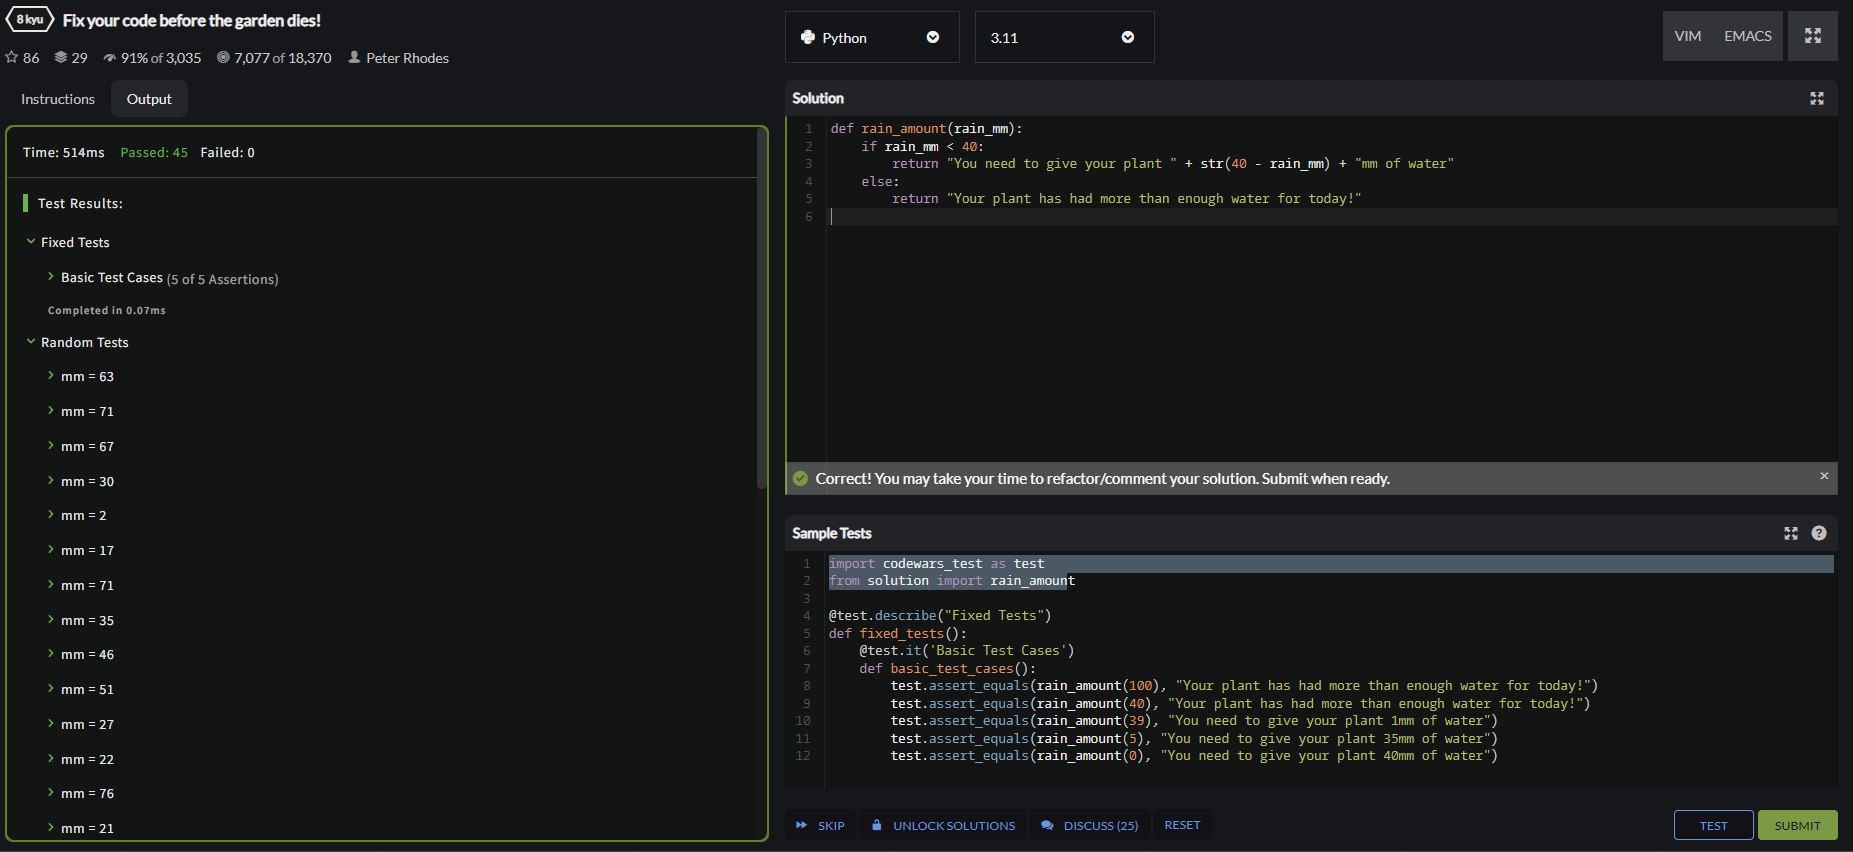 8 kyu Fix your code before the garden dies!
86 29 91% of 3,035 7,077 of 18,370 Peter Rhodes
Instructions Output
Time: 514ms Passed: 45 Failed: 0
Test Results:
Fixed Tests
Basic Test Cases (5 of 5 Assertions)
Completed in 0.07ms
Random Tests
mm = 63
mm = 71
mm = 67
mm = 30
mm = 2
mm = 17
mm = 71
mm = 35
mm = 46
mm = 51
mm = 27
mm = 22
mm = 76
mm = 21
Python 3.11 VIM EMACS
Solution
1 def rain_amount(rain_mm):
2     if rain_mm < 40:
3         return "You need to give your plant " + str(40 - rain_mm) + "mm of water"
4     else:
5         return "Your plant has had more than enough water for today!"
6
Correct! You may take your time to refactor/comment your solution. Submit when ready. ×
Sample Tests ?
1 import codewars_test as test
2 from solution import rain_amount
3
4 @test.describe("Fixed Tests")
5 def fixed_tests():
6     @test.it('Basic Test Cases')
7     def basic_test_cases():
8         test.assert_equals(rain_amount(100), "Your plant has had more than enough water for today!")
9         test.assert_equals(rain_amount(40), "Your plant has had more than enough water for today!")
10         test.assert_equals(rain_amount(39), "You need to give your plant 1mm of water")
11         test.assert_equals(rain_amount(5), "You need to give your plant 35mm of water")
12         test.assert_equals(rain_amount(0), "You need to give your plant 40mm of water")
SKIP UNLOCK SOLUTIONS DISCUSS (25) RESET TEST SUBMIT